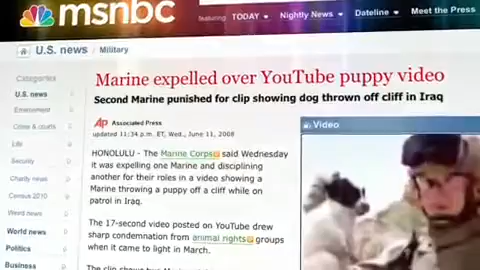 msnbc
featuring TODAY Nightly News Dateline Meet the Press
U.S. news / Military
Categories
U.S. news
Environment
Crime & courts
Life
Security
Charity news
Census 2010
Weird news
World news
Business
Politics
Marine expelled over YouTube puppy video
Second Marine punished for clip showing dog thrown off cliff in Iraq
AP Associated Press
updated 11:34 p.m. ET, Wed., June 11, 2008
HONOLULU - The Marine Corps said Wednesday
it was expelling one Marine and disciplining
another for their roles in a video showing a
Marine throwing a puppy off a cliff while on
patrol in Iraq.
The 17-second video posted on YouTube drew
sharp condemnation from animal rights groups
when it came to light in March.
Video